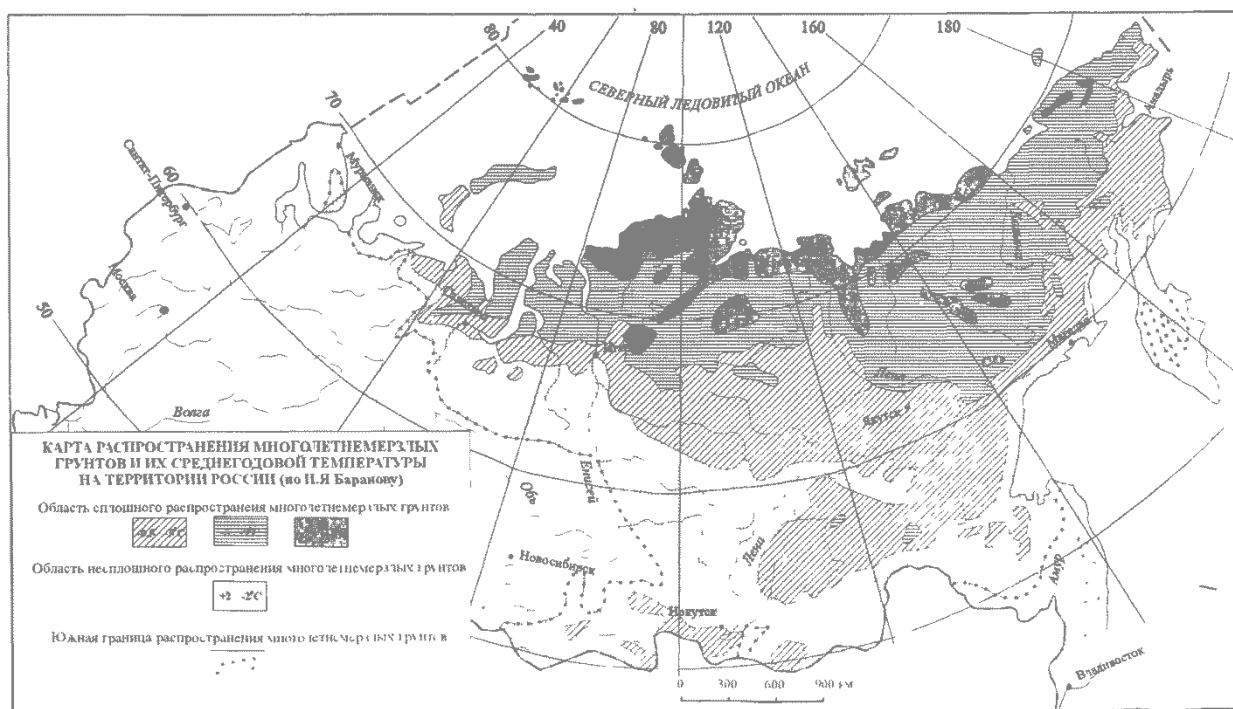 80
40
80
120
160
180
СЕВЕРНЫЙ ЛЕДОВИТЫЙ ОКЕАН
Анадырь
70
Мурманск
60
Санкт-Петербург
Москва
50
Магадан
Лена
Якутск
Волга
КАРТА РАСПРОСТРАНЕНИЯ МНОГОЛЕТНЕМЕРЗЛЫХ
ГРУНТОВ И ИХ СРЕДНЕГОДОВОЙ ТЕМПЕРАТУРЫ
НА ТЕРРИТОРИИ РОССИИ (по И.Я Баранову)
Область сплошного распространения многолетнемерзлых грунтов
Область несплошного распространения многолетнемерзлых грунтов
+2 -2°C
Южная граница распространения многолетнемерзлых грунтов
Енисей
Обь
Лена
Амур
Новосибирск
Иркутск
0 300 600 900 км
Владивосток